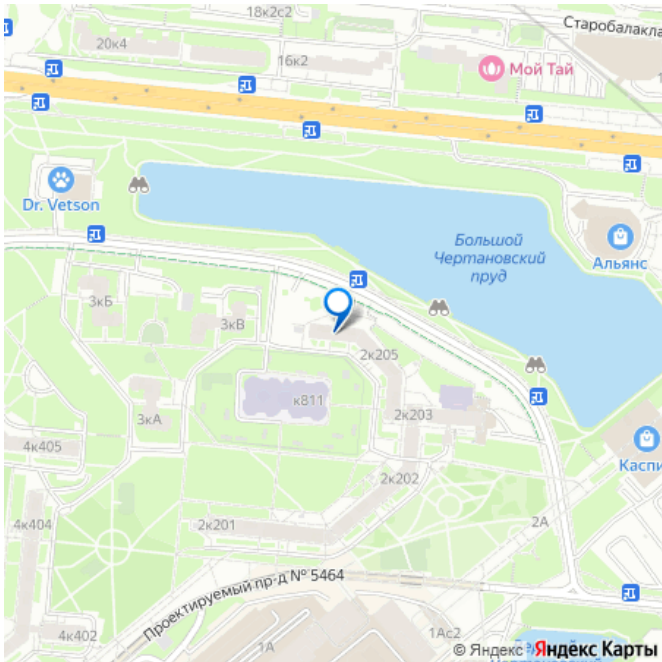 18к2с2
Старобалакла
20к4
16к2
Мой Тай
Dr. Vetson
Большой
Чертановский
пруд
Альянс
3кБ
3кВ
2к205
к811
3кА
2к203
4к405
Каспи
2к202
4к404
2к201
2А
Проектируемый пр-д № 5464
4к402
1А
1Ас2
© Яндекс Яндекс Карты